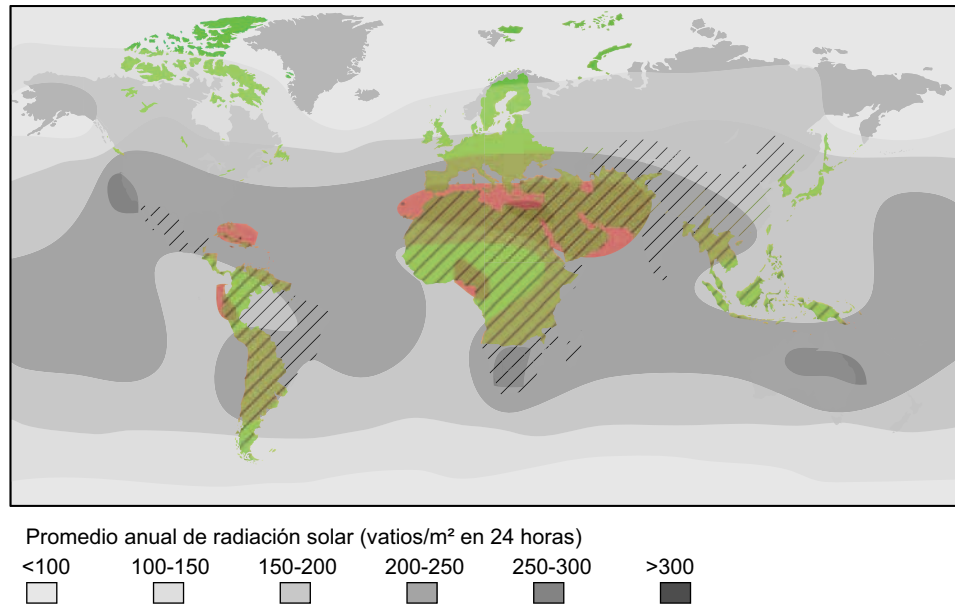 Promedio anual de radiación solar (vatios/m² en 24 horas)
<100 100-150 150-200 200-250 250-300 >300